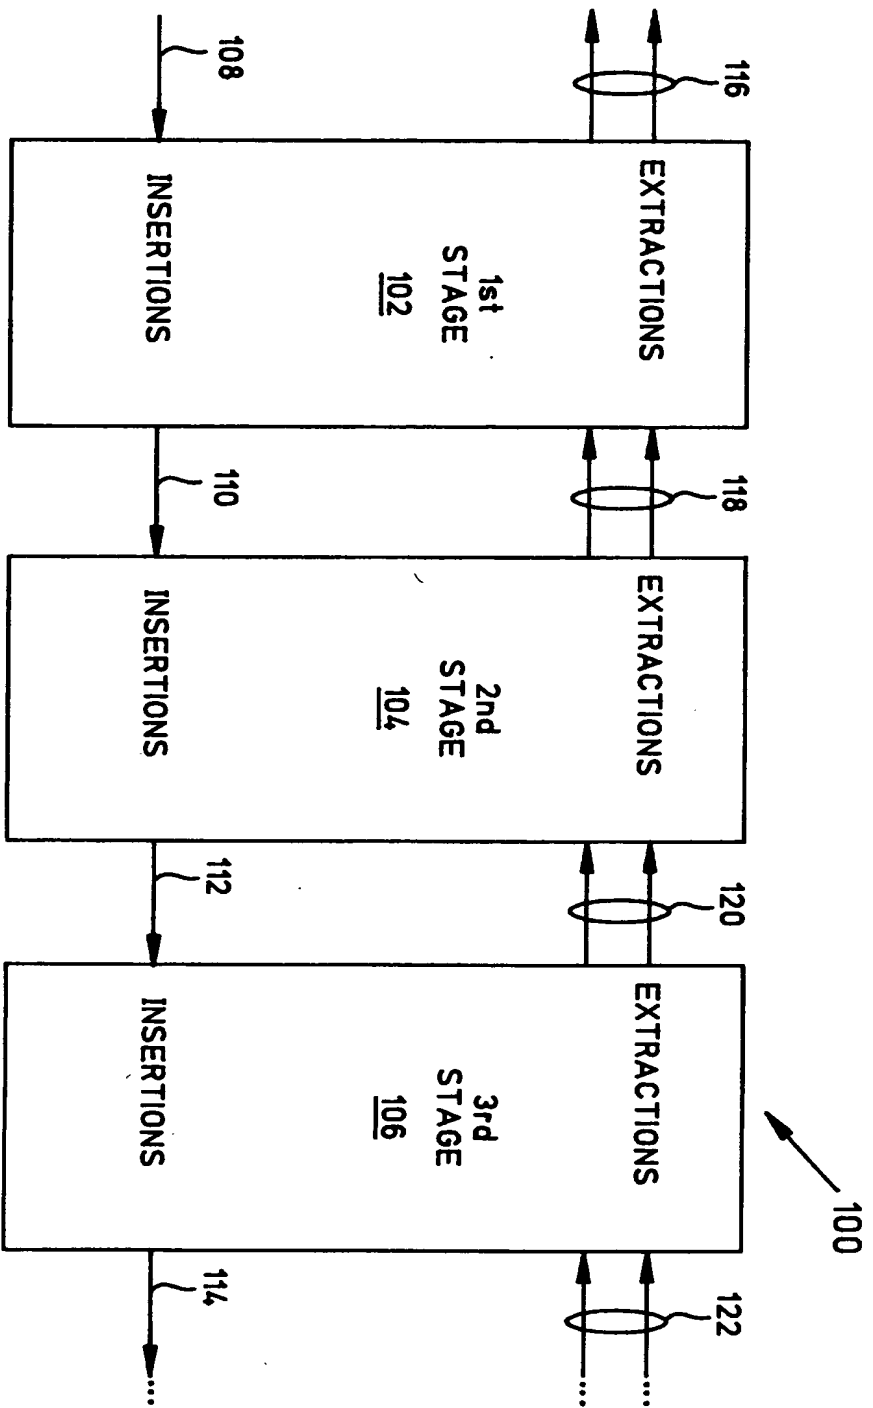 100
116
118
120
122
EXTRACTIONS
EXTRACTIONS
EXTRACTIONS
1st
STAGE
102
2nd
STAGE
104
3rd
STAGE
106
108
110
112
114
INSERTIONS
INSERTIONS
INSERTIONS